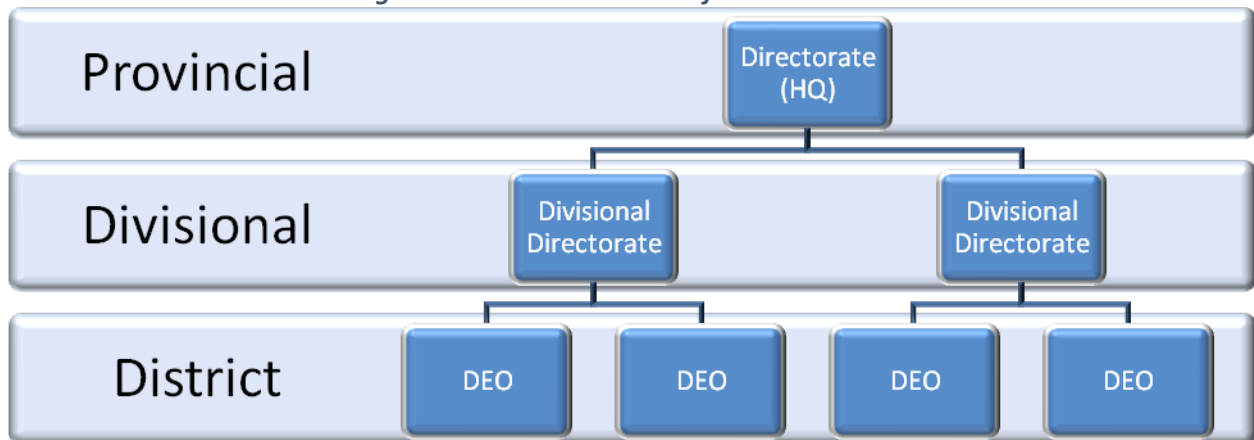 Provincial
Directorate
(HQ)
Divisional
Divisional
Directorate
Divisional
Directorate
District
DEO
DEO
DEO
DEO